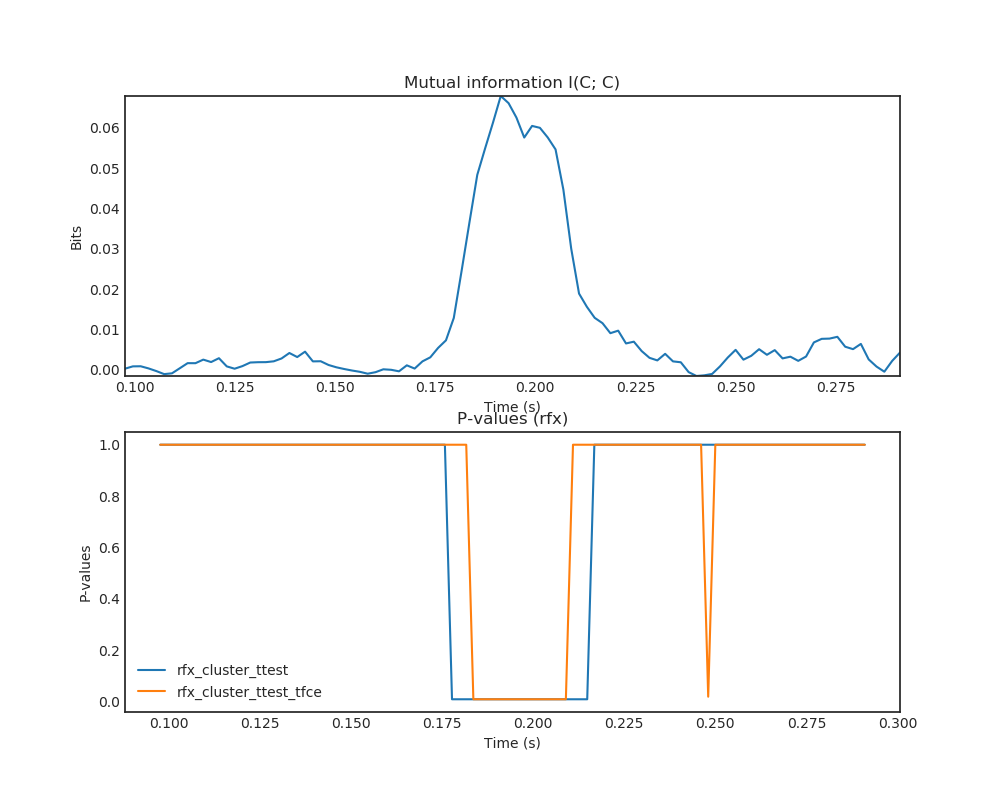 Mutual information I(C; C)
0.06
0.05
0.04
0.03
0.02
0.01
0.00
Bits
0.100 0.125 0.150 0.175 0.200 0.225 0.250 0.275
Time (s)
P-values (rfx)
1.0
0.8
0.6
0.4
0.2
0.0
P-values
rfx_cluster_ttest
rfx_cluster_ttest_tfce
0.100 0.125 0.150 0.175 0.200 0.225 0.250 0.275 0.300
Time (s)